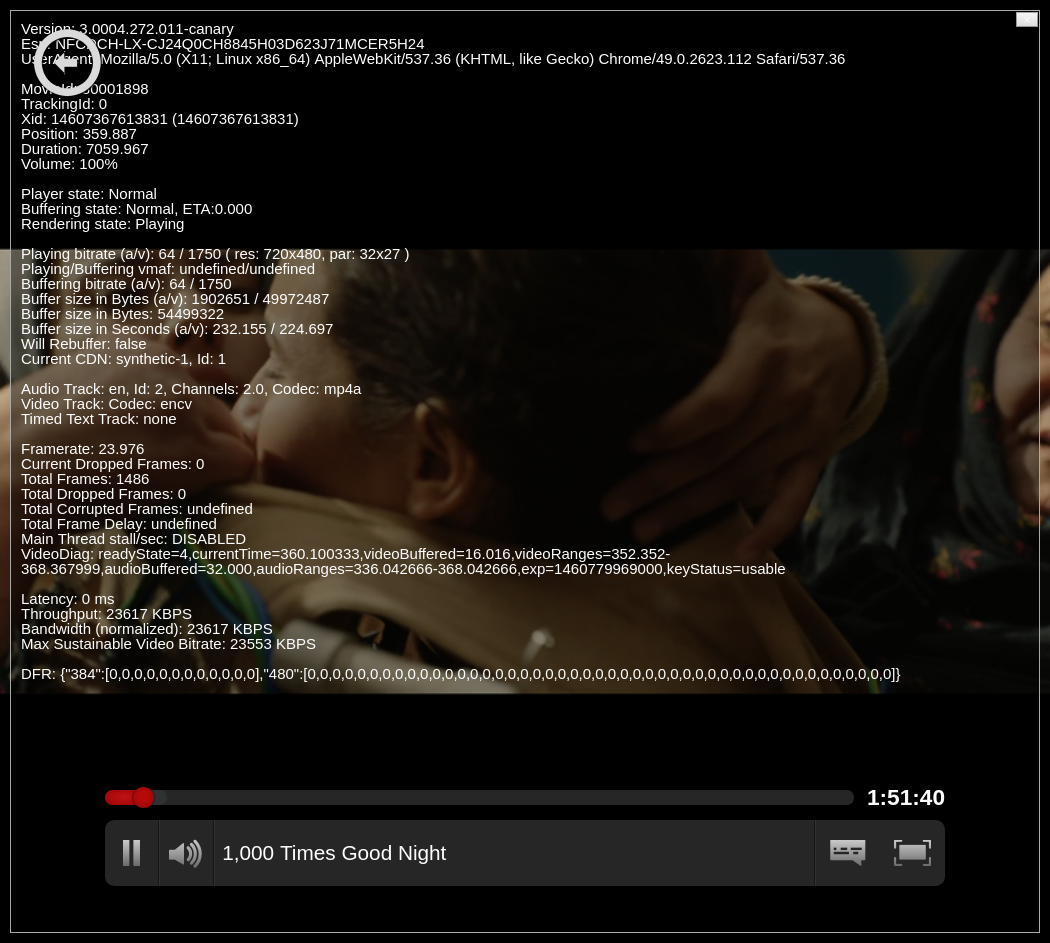 Version: 3.0004.272.011-canary
Esn: NFCDCH-LX-CJ24Q0CH8845H03D623J71MCER5H24
UserAgent: Mozilla/5.0 (X11; Linux x86_64) AppleWebKit/537.36 (KHTML, like Gecko) Chrome/49.0.2623.112 Safari/537.36
MovieId: 80001898
TrackingId: 0
Xid: 14607367613831 (14607367613831)
Position: 359.887
Duration: 7059.967
Volume: 100%
Player state: Normal
Buffering state: Normal, ETA:0.000
Rendering state: Playing
Playing bitrate (a/v): 64 / 1750 ( res: 720x480, par: 32x27 )
Playing/Buffering vmaf: undefined/undefined
Buffering bitrate (a/v): 64 / 1750
Buffer size in Bytes (a/v): 1902651 / 49972487
Buffer size in Bytes: 54499322
Buffer size in Seconds (a/v): 232.155 / 224.697
Will Rebuffer: false
Current CDN: synthetic-1, Id: 1
Audio Track: en, Id: 2, Channels: 2.0, Codec: mp4a
Video Track: Codec: encv
Timed Text Track: none
Framerate: 23.976
Current Dropped Frames: 0
Total Frames: 1486
Total Dropped Frames: 0
Total Corrupted Frames: undefined
Total Frame Delay: undefined
Main Thread stall/sec: DISABLED
VideoDiag: readyState=4,currentTime=360.100333,videoBuffered=16.016,videoRanges=352.352-
368.367999,audioBuffered=32.000,audioRanges=336.042666-368.042666,exp=1460779969000,keyStatus=usable
Latency: 0 ms
Throughput: 23617 KBPS
Bandwidth (normalized): 23617 KBPS
Max Sustainable Video Bitrate: 23553 KBPS
DFR: {"384":[0,0,0,0,0,0,0,0,0,0,0,0],"480":[0,0,0,0,0,0,0,0,0,0,0,0,0,0,0,0,0,0,0,0,0,0,0,0,0,0,0,0,0,0,0,0,0,0,0,0,0,0,0,0,0,0,0,0,0,0,0]}
1:51:40
1,000 Times Good Night